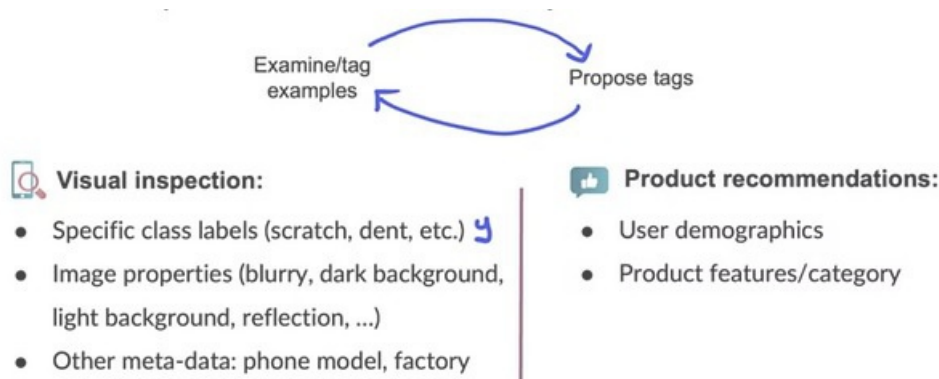 Examine/tag
examples
Propose tags
Visual inspection:
• Specific class labels (scratch, dent, etc.) y
• Image properties (blurry, dark background,
light background, reflection, ...)
• Other meta-data: phone model, factory
Product recommendations:
• User demographics
• Product features/category